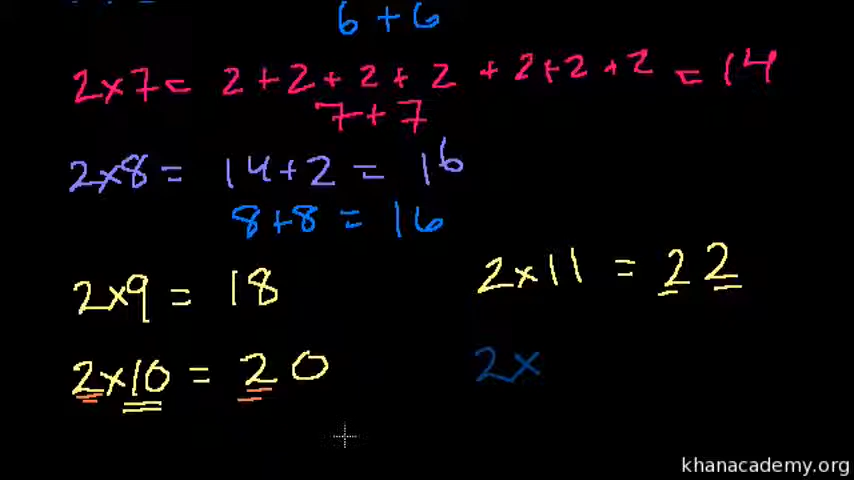 6 + 6
2x7 = 2 + 2 + 2 + 2 + 2 + 2 + 2 = 14
7 + 7
2x8 = 14 + 2 = 16
8 + 8 = 16
2x9 = 18
2x10 = 20
2x11 = 22
2x
khanacademy.org